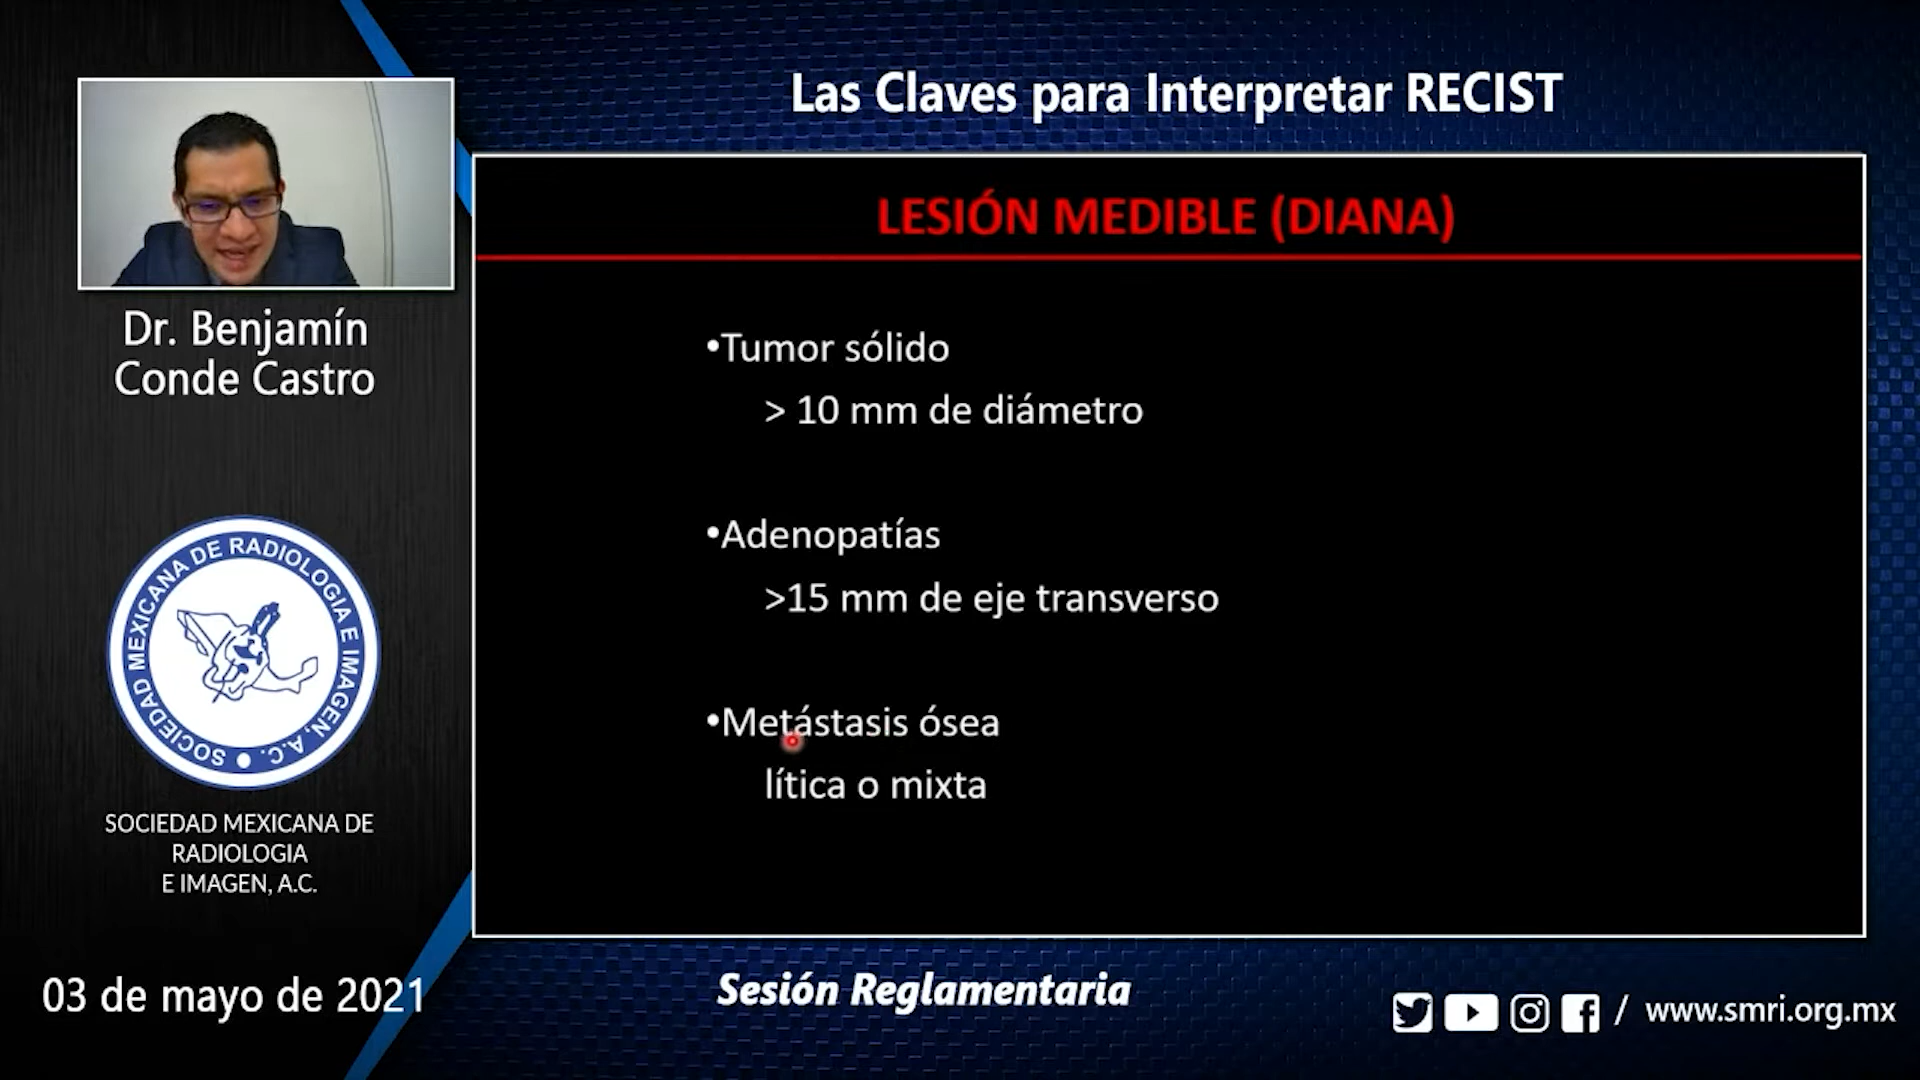 Las Claves para Interpretar RECIST
Dr. Benjamín
Conde Castro
SOCIEDAD MEXICANA DE RADIOLOGIA E IMAGEN, A.C.
SOCIEDAD MEXICANA DE
RADIOLOGIA
E IMAGEN, A.C.
03 de mayo de 2021
LESIÓN MEDIBLE (DIANA)
•Tumor sólido
> 10 mm de diámetro
•Adenopatías
>15 mm de eje transverso
•Metástasis ósea
lítica o mixta
Sesión Reglamentaria
/ www.smri.org.mx